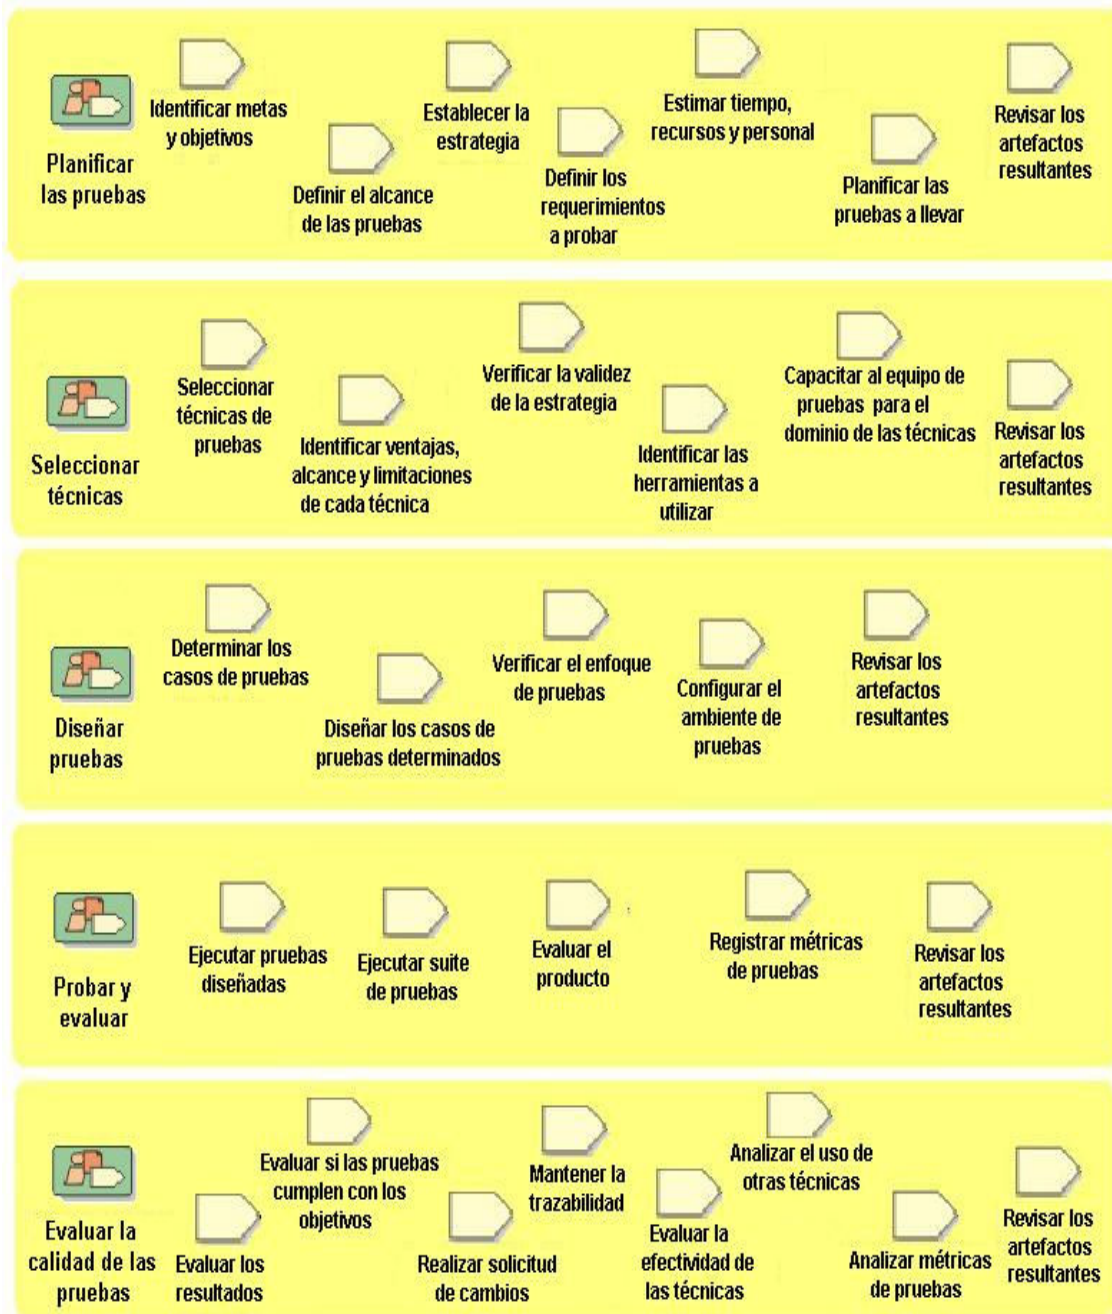 Planificar
las pruebas
Identificar metas
y objetivos
Definir el alcance
de las pruebas
Establecer la
estrategia
Definir los
requerimientos
a probar
Estimar tiempo,
recursos y personal
Planificar las
pruebas a llevar
Revisar los
artefactos
resultantes
Seleccionar
técnicas
Seleccionar
técnicas de
pruebas
Identificar ventajas,
alcance y limitaciones
de cada técnica
Verificar la validez
de la estrategia
Identificar las
herramientas a
utilizar
Capacitar al equipo de
pruebas para el
dominio de las técnicas
Revisar los
artefactos
resultantes
Diseñar
pruebas
Determinar los
casos de pruebas
Diseñar los casos de
pruebas determinados
Verificar el enfoque
de pruebas
Configurar el
ambiente de
pruebas
Revisar los
artefactos
resultantes
Probar y
evaluar
Ejecutar pruebas
diseñadas
Ejecutar suite
de pruebas
Evaluar el
producto
Registrar métricas
de pruebas
Revisar los
artefactos
resultantes
Evaluar la
calidad de las
pruebas
Evaluar los
resultados
Evaluar si las pruebas
cumplen con los
objetivos
Realizar solicitud
de cambios
Mantener la
trazabilidad
Evaluar la
efectividad de
las técnicas
Analizar el uso de
otras técnicas
Analizar métricas
de pruebas
Revisar los
artefactos
resultantes